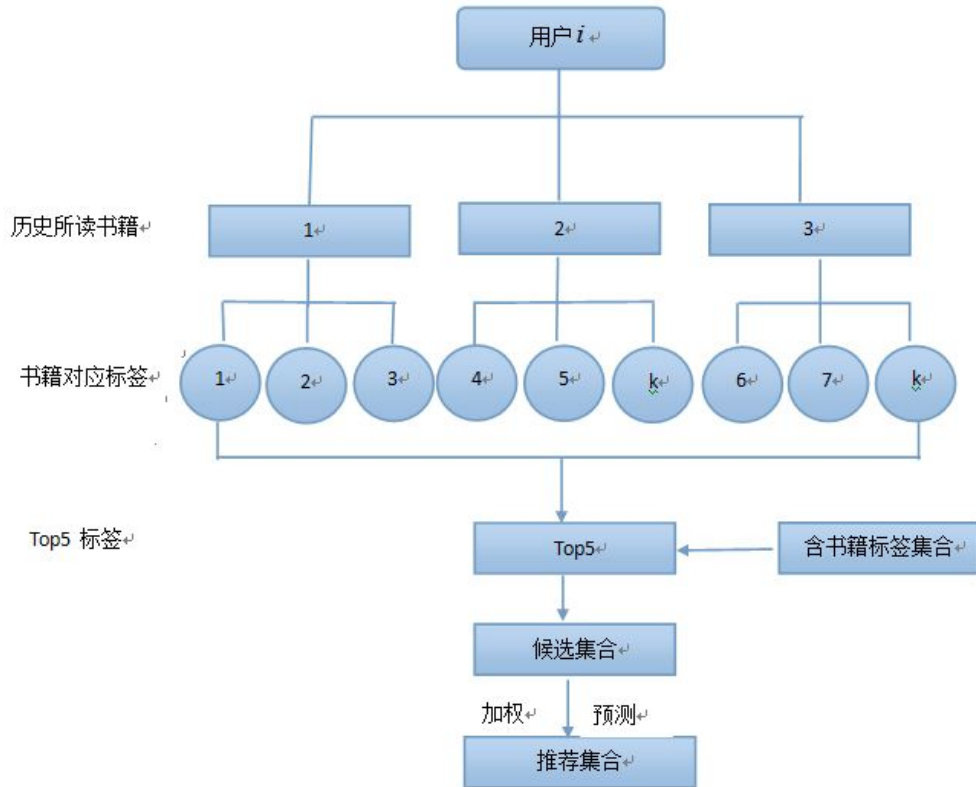 用户 i
历史所读书籍
1
2
3
书籍对应标签
1
2
3
4
5
k
6
7
k
Top5 标签
Top5
含书籍标签集合
候选集合
加权
预测
推荐集合